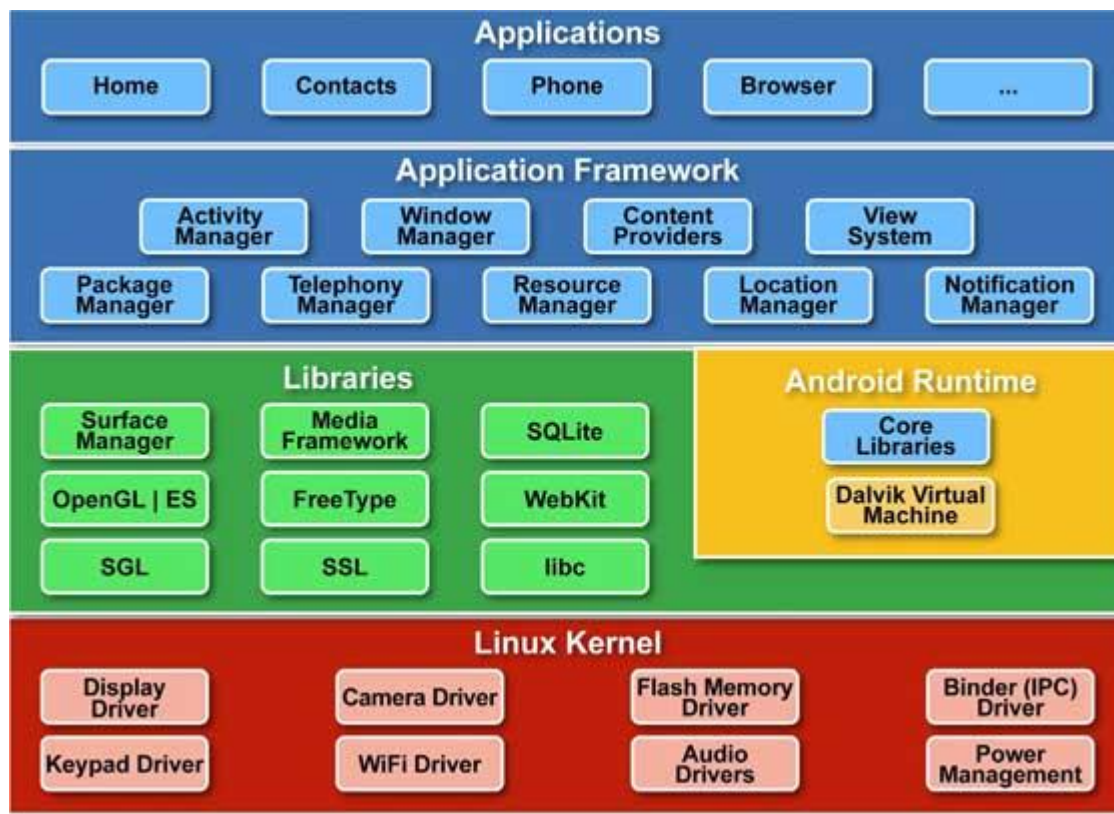 Applications
Home
Contacts
Phone
Browser
...
Application Framework
Activity
Manager
Window
Manager
Content
Providers
View
System
Package
Manager
Telephony
Manager
Resource
Manager
Location
Manager
Notification
Manager
Libraries
Surface
Manager
Media
Framework
SQLite
OpenGL | ES
FreeType
WebKit
SGL
SSL
libc
Android Runtime
Core
Libraries
Dalvik Virtual
Machine
Linux Kernel
Display
Driver
Camera Driver
Flash Memory
Driver
Binder (IPC)
Driver
Keypad Driver
WiFi Driver
Audio
Drivers
Power
Management